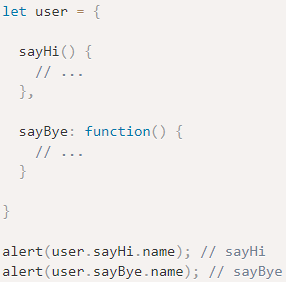 let user = {
sayHi() {
// ...
},
sayBye: function() {
// ...
}
}
alert(user.sayHi.name); // sayHi
alert(user.sayBye.name); // sayBye